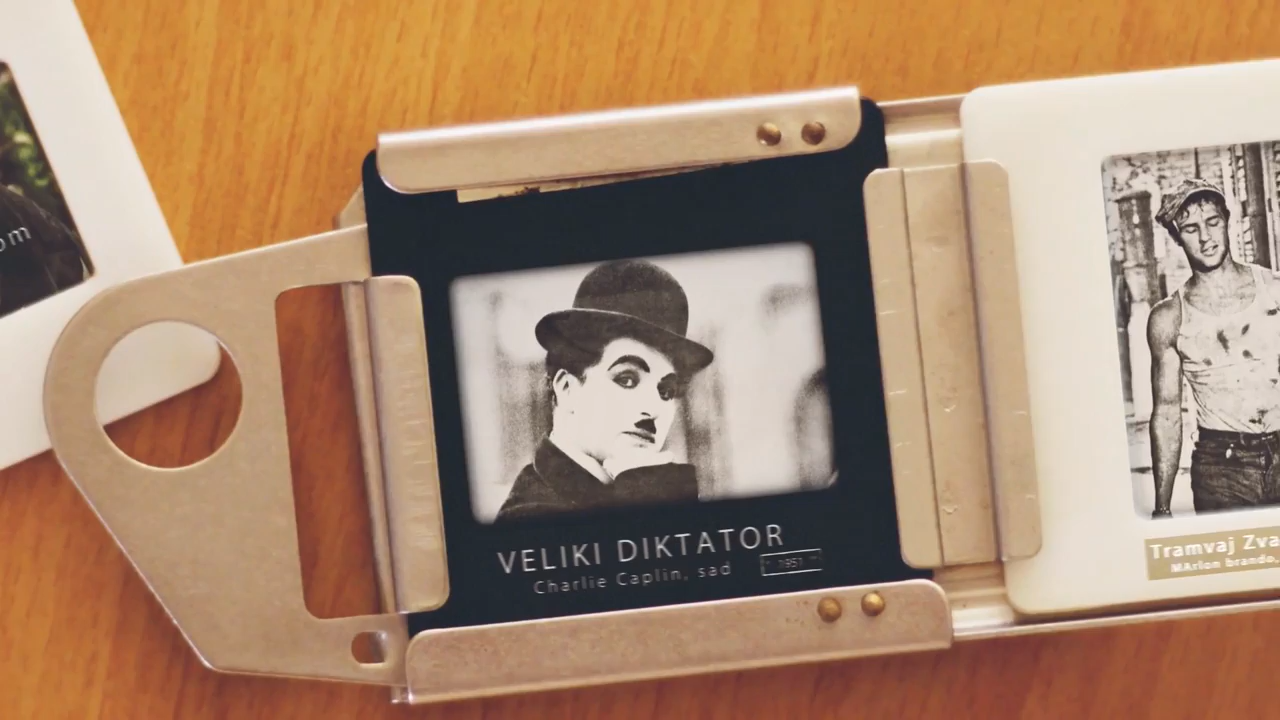 om
VELIKI DIKTATOR
Charlie Caplin, sad
1951
Tramvaj Zva
MArlon brando,